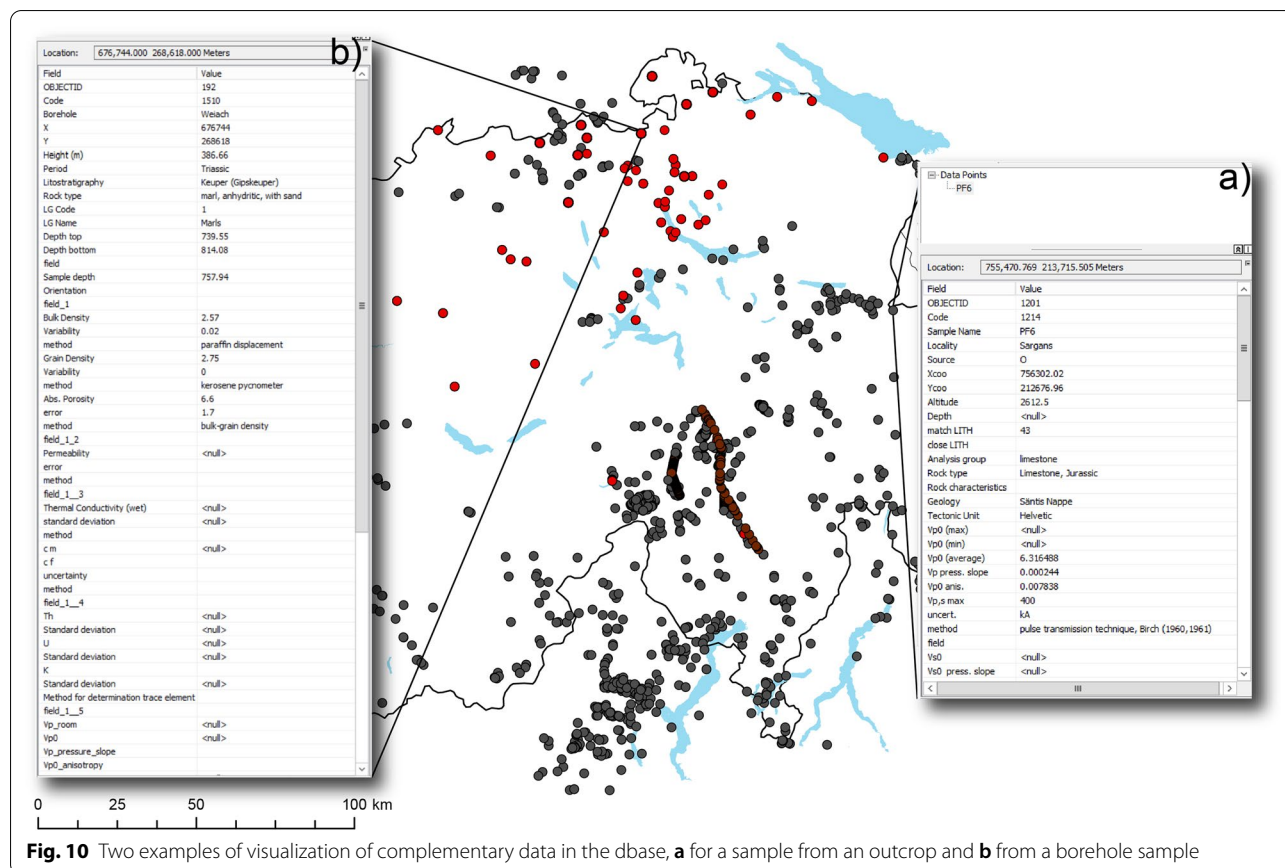 b)
Location: 676,744.000 268,618.000 Meters
Field Value
OBJECTID 192
Code 1510
Borehole Weiach
X 676744
Y 268618
Height (m) 386.66
Period Triassic
Litostratigraphy Keuper (Gipskeuper)
Rock type marl, anhydritic, with sand
LG Code 1
LG Name Marls
Depth top 739.55
Depth bottom 814.08
field
Sample depth 757.94
Orientation
field_1
Bulk Density 2.57
Variability 0.02
method paraffin displacement
Grain Density 2.75
Variability 0
method kerosene pycnometer
Abs. Porosity 6.6
error 1.7
method bulk-grain density
field_1_2
Permeability <null>
error
method
field_1__3
Thermal Conductivity (wet) <null>
standard deviation <null>
method
c m <null>
c f
uncertainty
method
field_1__4
Th <null>
Standard deviation <null>
U <null>
Standard deviation <null>
K
Standard deviation <null>
Method for determination trace element
field_1__5
Vp_room <null>
Vp0 <null>
Vp_pressure_slope
Vp0_anisotropy
a)
Data Points
PF6
Location: 755,470.769 213,715.505 Meters
Field Value
OBJECTID 1201
Code 1214
Sample Name PF6
Locality Sargans
Source O
Xcoo 756302.02
Ycoo 212676.96
Altitude 2612.5
Depth <null>
match LITH 43
close LITH
Analysis group limestone
Rock type Limestone, Jurassic
Rock characteristics
Geology Säntis Nappe
Tectonic Unit Helvetic
Vp0 (max) <null>
Vp0 (min) <null>
Vp0 (average) 6.316488
Vp press. slope 0.000244
Vp0 anis. 0.007838
Vp,s max 400
uncert. kA
method pulse transmission technique, Birch (1960,1961)
field
Vs0 <null>
Vs0 press. slope <null>
0 25 50 100 km
Fig. 10 Two examples of visualization of complementary data in the dbase, a for a sample from an outcrop and b from a borehole sample